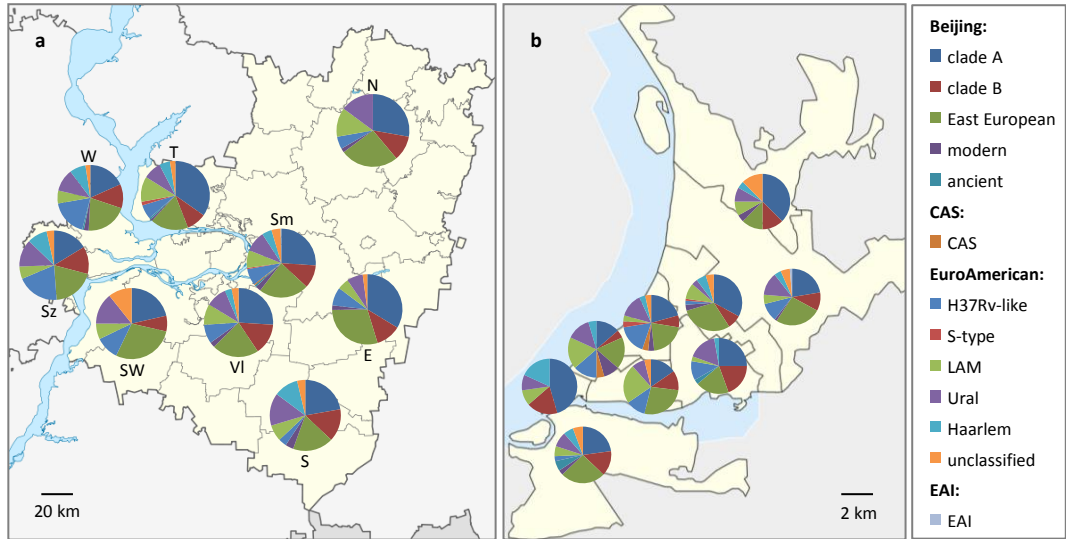 a
N
W
T
Sm
Sz
SW
VI
E
S
20 km
b
2 km
Beijing:
clade A
clade B
East European
modern
ancient
CAS:
CAS
EuroAmerican:
H37Rv-like
S-type
LAM
Ural
Haarlem
unclassified
EAI:
EAI